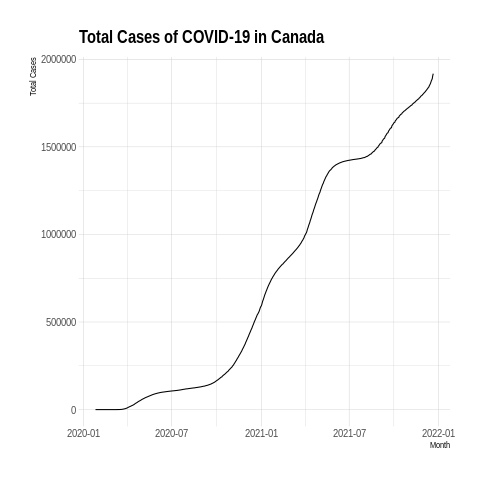 Total Cases of COVID-19 in Canada
Total Cases
2000000
1500000
1000000
500000
0
2020-01 2020-07 2021-01 2021-07 2022-01
Month